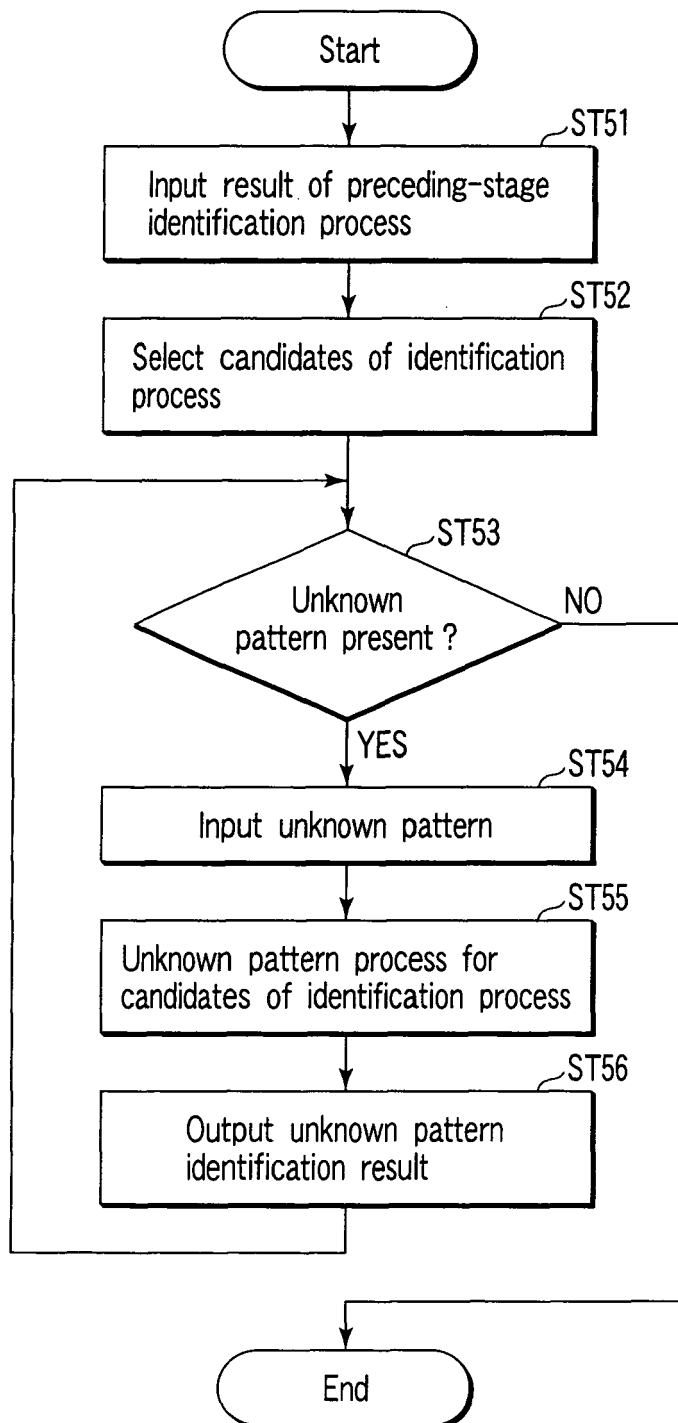 Start
ST51
Input result of preceding-stage
identification process
ST52
Select candidates of identification
process
ST53
Unknown
pattern present ?
NO
YES
ST54
Input unknown pattern
ST55
Unknown pattern process for
candidates of identification process
ST56
Output unknown pattern
identification result
End